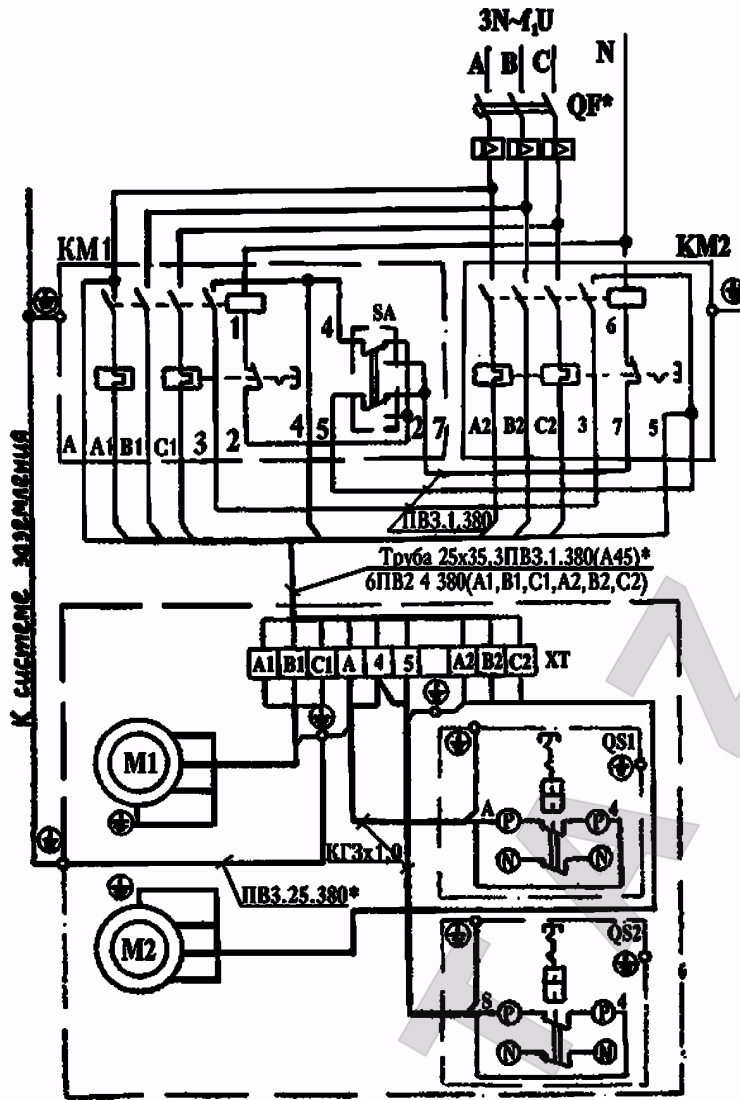 3N~f₁U
A B C N
QF*
KM1 KM2
1 SA 4 6
A A1 B1 C1 3 2 4 5 2 7 A2 B2 C2 3 7 5
ПВ3.1.380
Труба 25х35,3ПВ3.1.380(А45)*
6ПВ2 4 380(А1,В1,С1,А2,В2,С2)
К системе заземления
A1 B1 C1 A 4 5 A2 B2 C2 XT
QS1
M1
A P P 4
N N
КГ3х1,0
ПВ3.25.380*
M2
QS2
S P P 4
N N